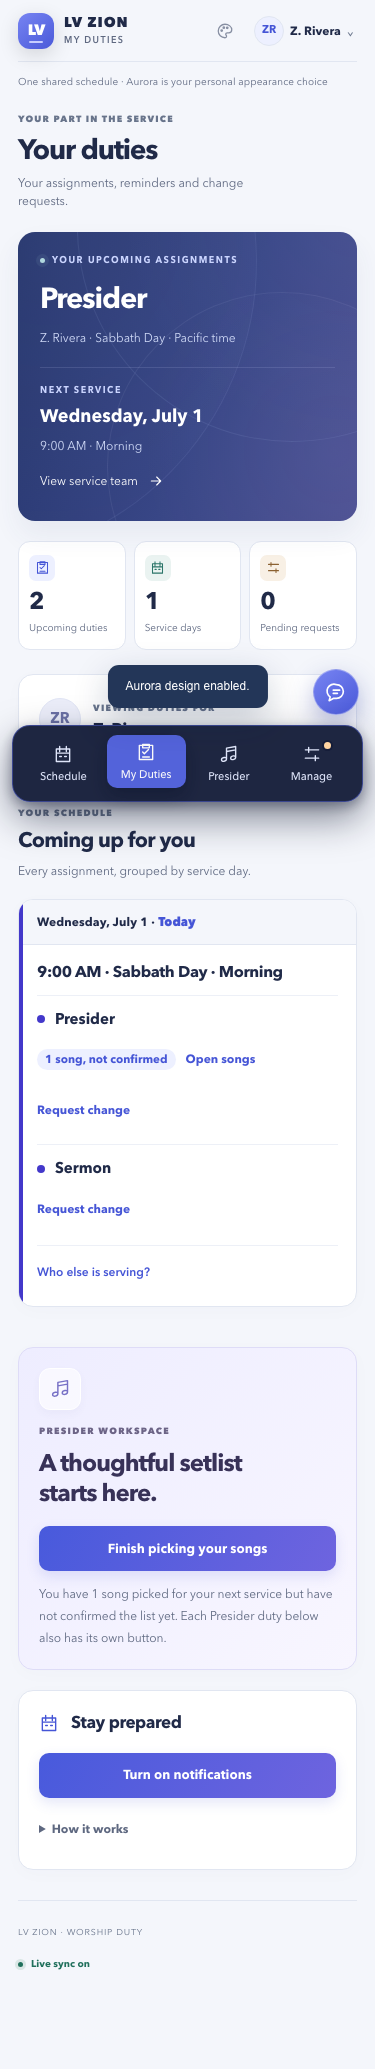 LV
LV ZION
MY DUTIES
ZR
Z. Rivera
One shared schedule · Aurora is your personal appearance choice
YOUR PART IN THE SERVICE
Your duties
Your assignments, reminders and change
requests.
YOUR UPCOMING ASSIGNMENTS
Presider
Z. Rivera · Sabbath Day · Pacific time
NEXT SERVICE
Wednesday, July 1
9:00 AM · Morning
View service team →
2
Upcoming duties
1
Service days
0
Pending requests
Aurora design enabled.
ZR
VIEWING DUTIES FOR
Schedule
My Duties
Presider
Manage
YOUR SCHEDULE
Coming up for you
Every assignment, grouped by service day.
Wednesday, July 1 · Today
9:00 AM · Sabbath Day · Morning
Presider
1 song, not confirmed
Open songs
Request change
Sermon
Request change
Who else is serving?
PRESIDER WORKSPACE
A thoughtful setlist
starts here.
Finish picking your songs
You have 1 song picked for your next service but have
not confirmed the list yet. Each Presider duty below
also has its own button.
Stay prepared
Turn on notifications
How it works
LV ZION · WORSHIP DUTY
Live sync on